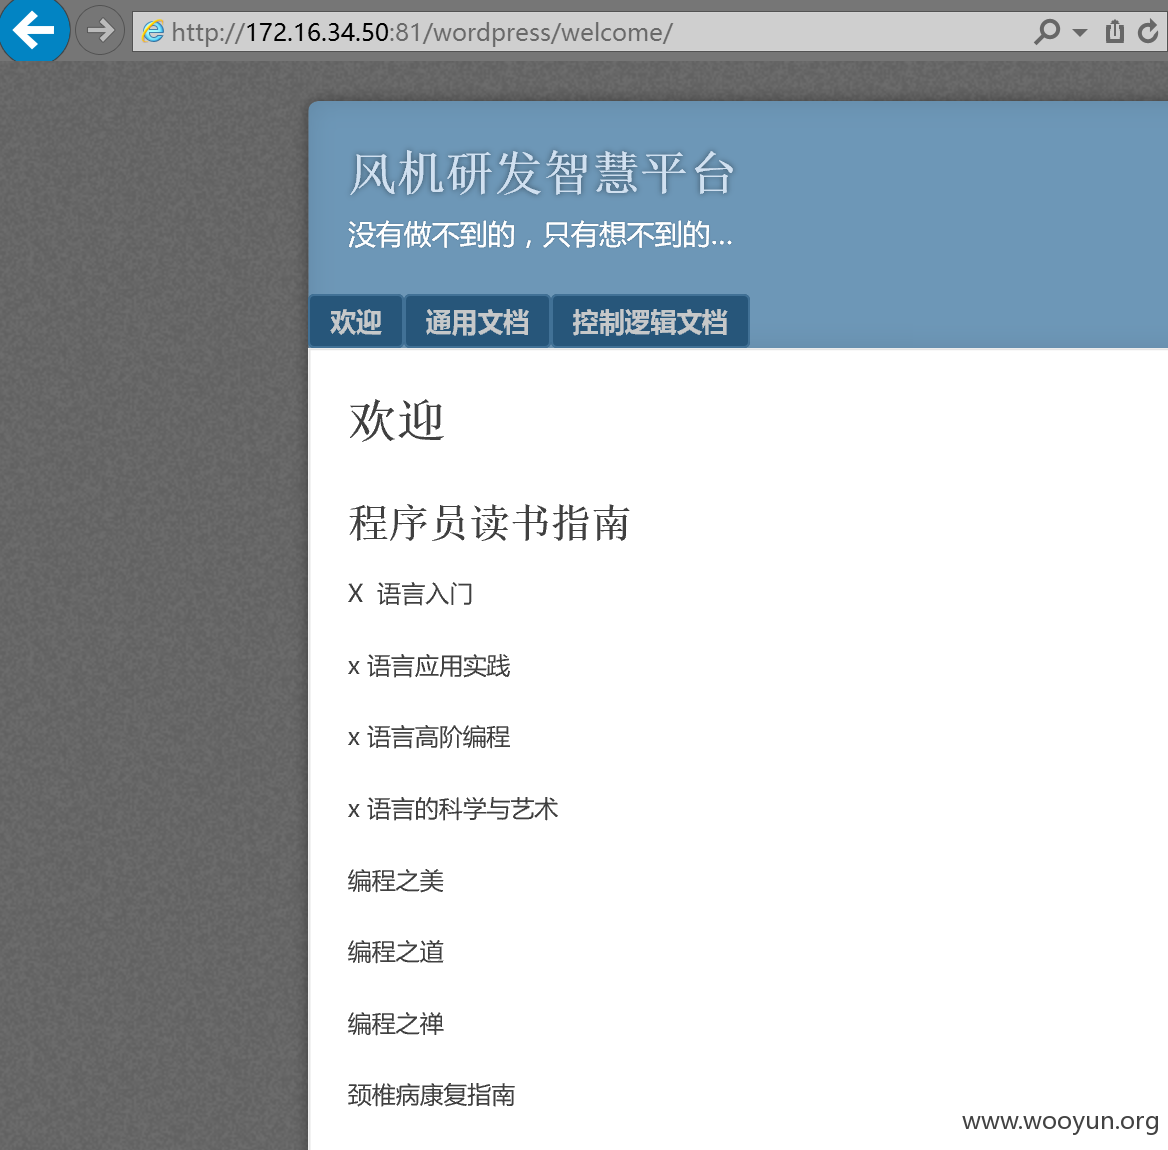 http://172.16.34.50:81/wordpress/welcome/
风机研发智慧平台
没有做不到的，只有想不到的...
欢迎 通用文档 控制逻辑文档
欢迎
程序员读书指南
X 语言入门
x 语言应用实践
x 语言高阶编程
x 语言的科学与艺术
编程之美
编程之道
编程之禅
颈椎病康复指南
www.wooyun.org